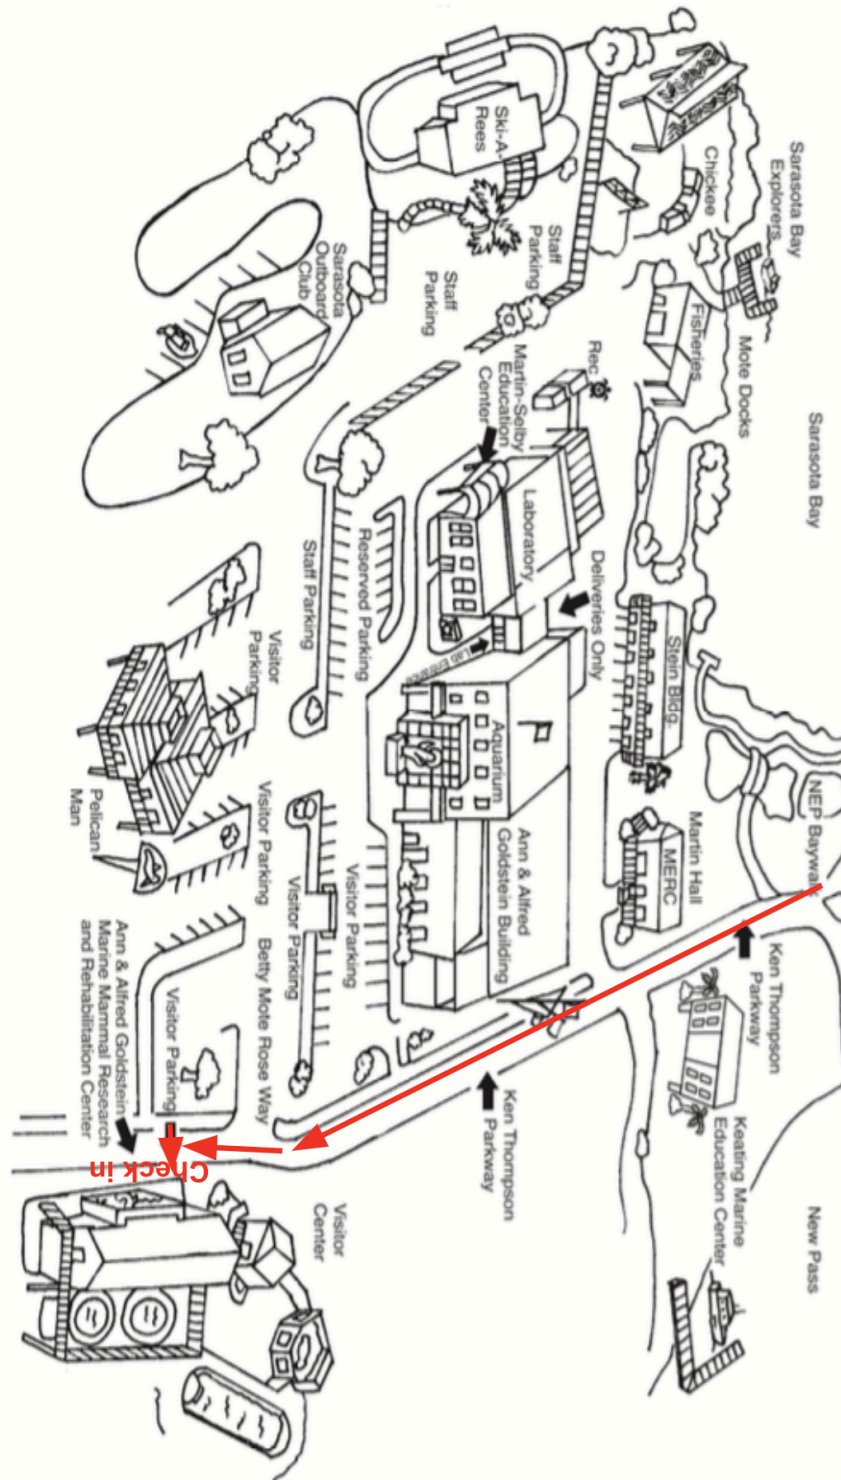 Sarasota Bay
Explorers
Chickee
Ski-A-
Rees
Staff
Parking
Staff
Parking
Sarasota
Outboard
Club
Fisheries
Mote Docks
Sarasota Bay
Rec
Martin-Selby
Education
Center
Laboratory
Deliveries Only
Reserved Parking
Staff Parking
Lab Entrance
Visitor
Parking
Stein Bldg.
Aquarium
NEP Baywalk
Pelican
Man
Visitor Parking
Martin Hall
MERC
Ann & Alfred
Goldstein Building
Visitor Parking
Visitor Parking
Betty Mote Rose Way
Ken Thompson
Parkway
Ann & Alfred Goldstein
Marine Mammal Research
and Rehabilitation Center
Visitor Parking
Ken Thompson
Parkway
Keating Marine
Education Center
New Pass
Visitor
Center
Check in